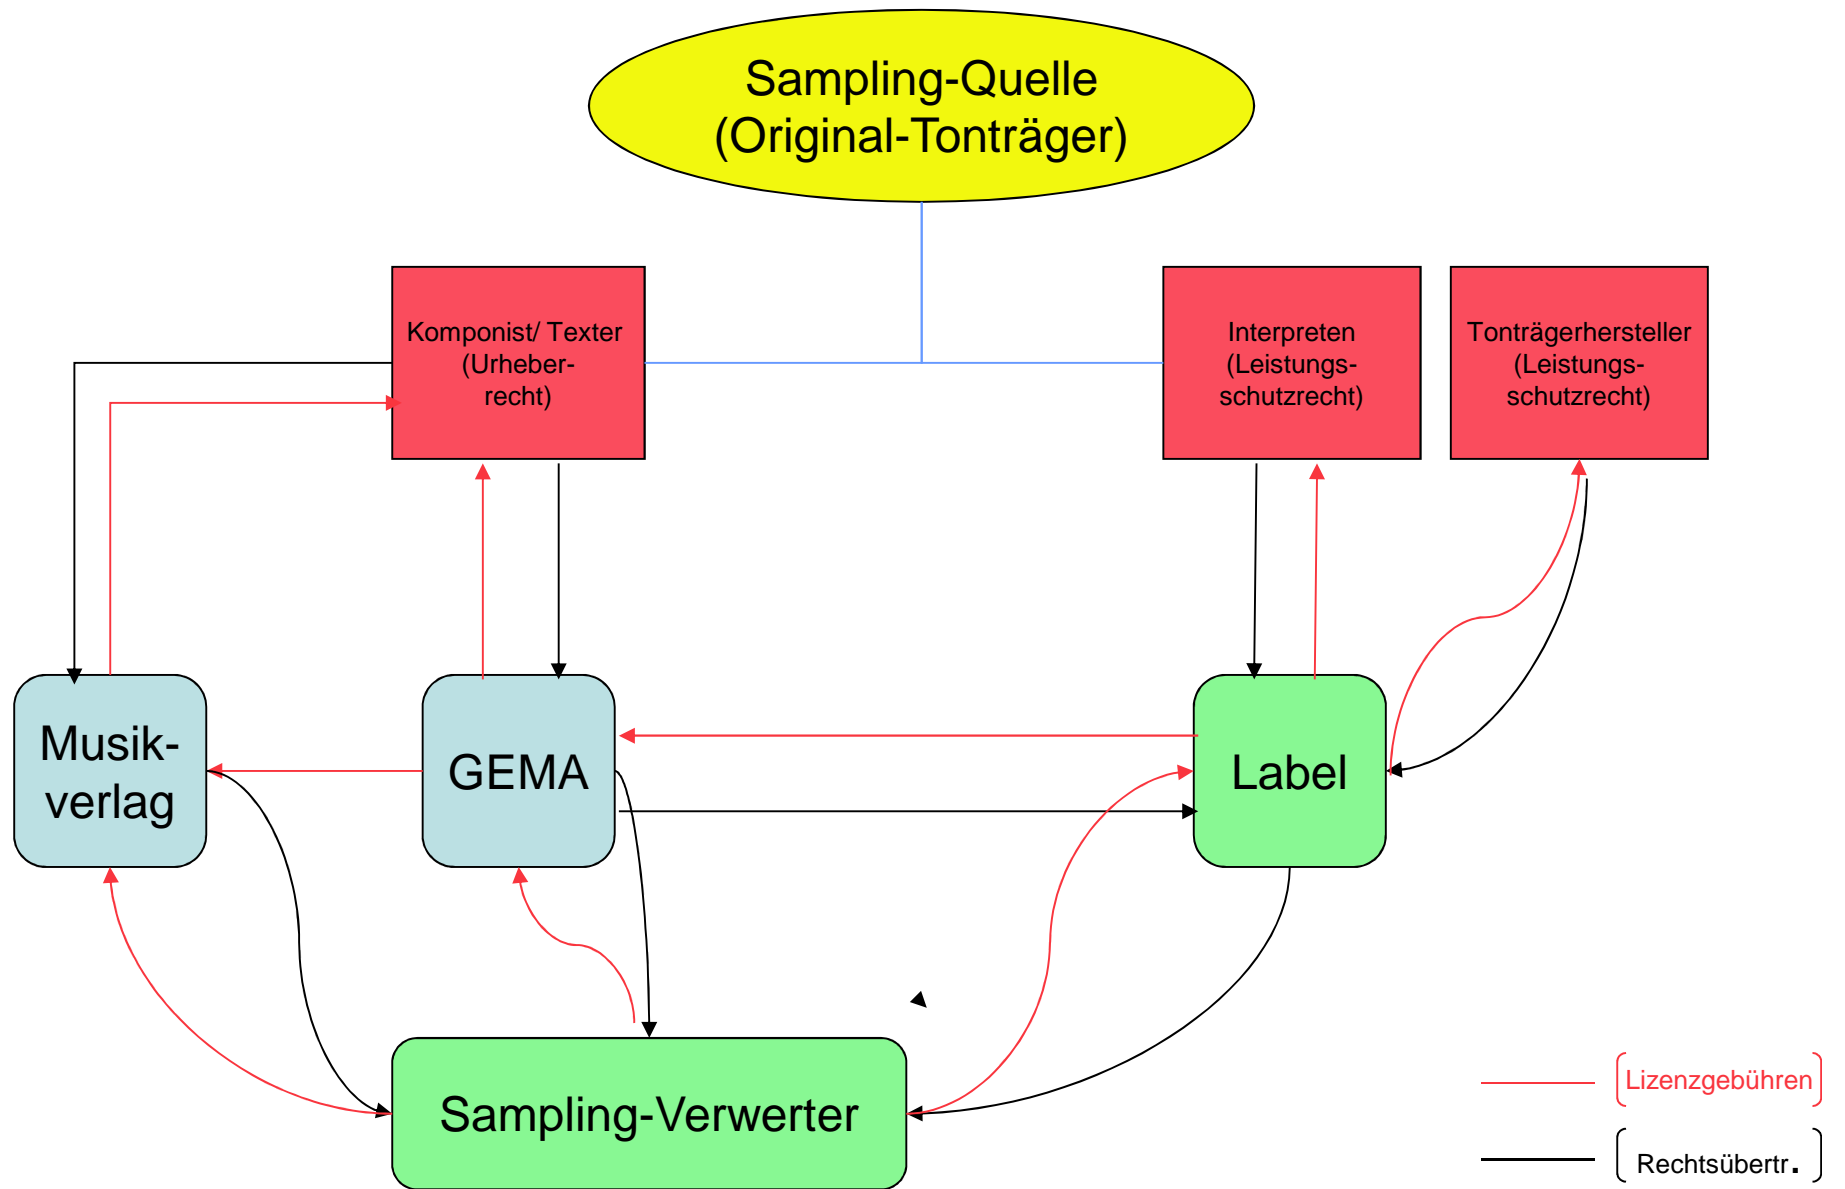 Sampling-Quelle
(Original-Tonträger)
Komponist/ Texter
(Urheber-
recht)
Interpreten
(Leistungs-
schutzrecht)
Tonträgerhersteller
(Leistungs-
schutzrecht)
Musik-
verlag
GEMA
Label
Sampling-Verwerter
Lizenzgebühren
Rechtsübertr.